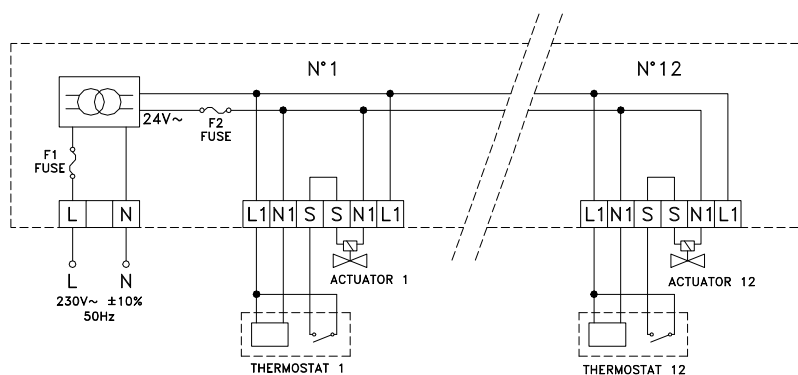 N°1
N°12
24V~
F2
FUSE
F1
FUSE
L N
L1 N1 S S N1 L1
L1 N1 S S N1 L1
L N
230V~ ±10%
50Hz
ACTUATOR 1
ACTUATOR 12
THERMOSTAT 1
THERMOSTAT 12